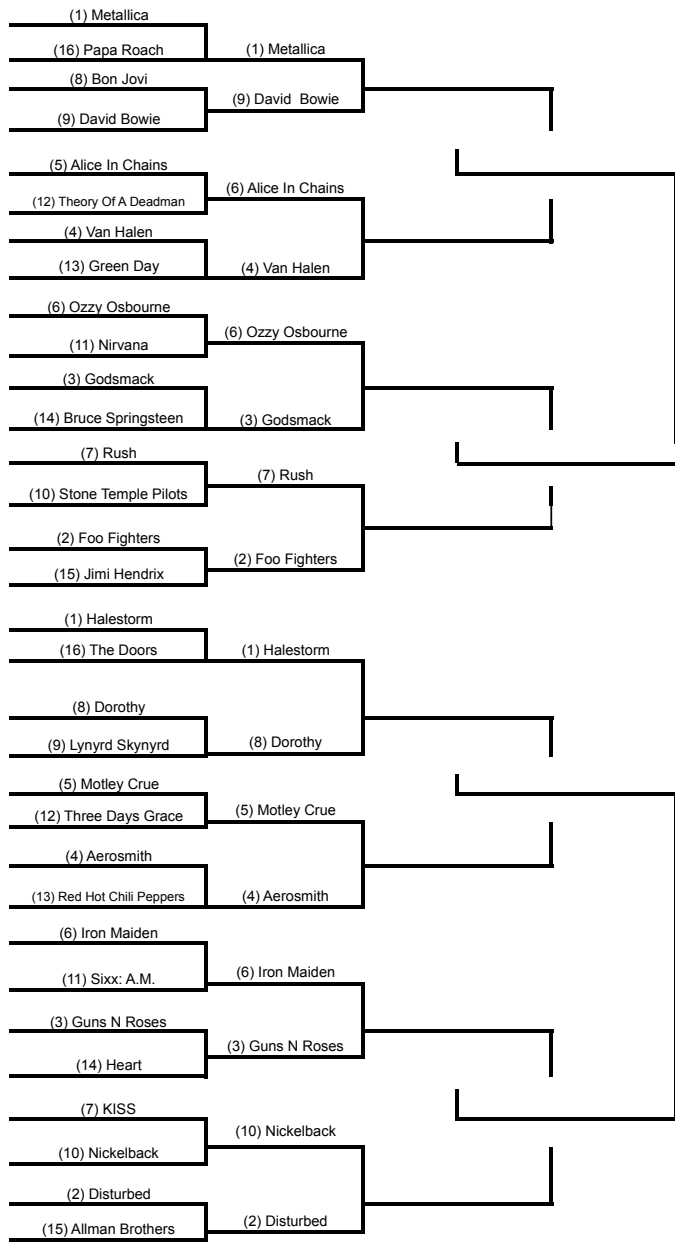 (1) Metallica
(16) Papa Roach
(1) Metallica
(8) Bon Jovi
(9) David Bowie
(9) David Bowie
(5) Alice In Chains
(6) Alice In Chains
(12) Theory Of A Deadman
(4) Van Halen
(13) Green Day
(4) Van Halen
(6) Ozzy Osbourne
(6) Ozzy Osbourne
(11) Nirvana
(3) Godsmack
(14) Bruce Springsteen
(3) Godsmack
(7) Rush
(7) Rush
(10) Stone Temple Pilots
(2) Foo Fighters
(2) Foo Fighters
(15) Jimi Hendrix
(1) Halestorm
(16) The Doors
(1) Halestorm
(8) Dorothy
(9) Lynyrd Skynyrd
(8) Dorothy
(5) Motley Crue
(5) Motley Crue
(12) Three Days Grace
(4) Aerosmith
(13) Red Hot Chili Peppers
(4) Aerosmith
(6) Iron Maiden
(6) Iron Maiden
(11) Sixx: A.M.
(3) Guns N Roses
(3) Guns N Roses
(14) Heart
(7) KISS
(10) Nickelback
(10) Nickelback
(2) Disturbed
(2) Disturbed
(15) Allman Brothers